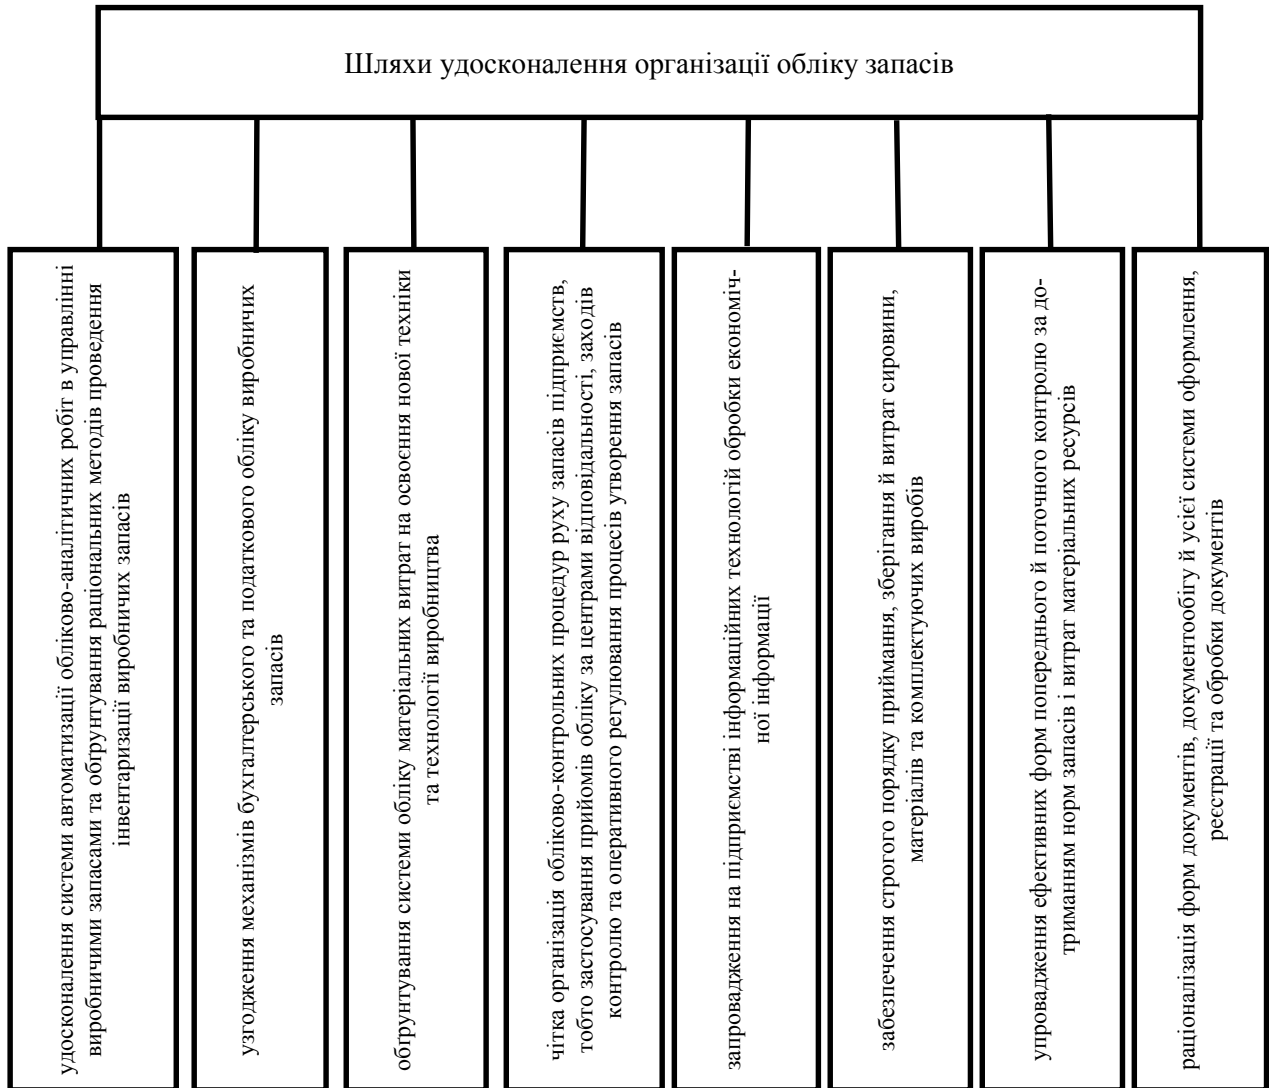 Шляхи удосконалення організації обліку запасів
удосконалення системи автоматизації обліково-аналітичних робіт в управлінні
виробничими запасами та обґрунтування раціональних методів проведення
інвентаризації виробничих запасів
узгодження механізмів бухгалтерського та податкового обліку виробничих
запасів
обґрунтування системи обліку матеріальних витрат на освоєння нової техніки
та технології виробництва
чітка організація обліково-контрольних процедур руху запасів підприємств,
тобто застосування прийомів обліку за центрами відповідальності, заходів
контролю та оперативного регулювання процесів утворення запасів
запровадження на підприємстві інформаційних технологій обробки економіч-
ної інформації
забезпечення строгого порядку приймання, зберігання й витрат сировини,
матеріалів та комплектуючих виробів
упровадження ефективних форм попереднього й поточного контролю за до-
триманням норм запасів і витрат матеріальних ресурсів
раціоналізація форм документів, документообігу й усієї системи оформлення,
реєстрації та обробки документів